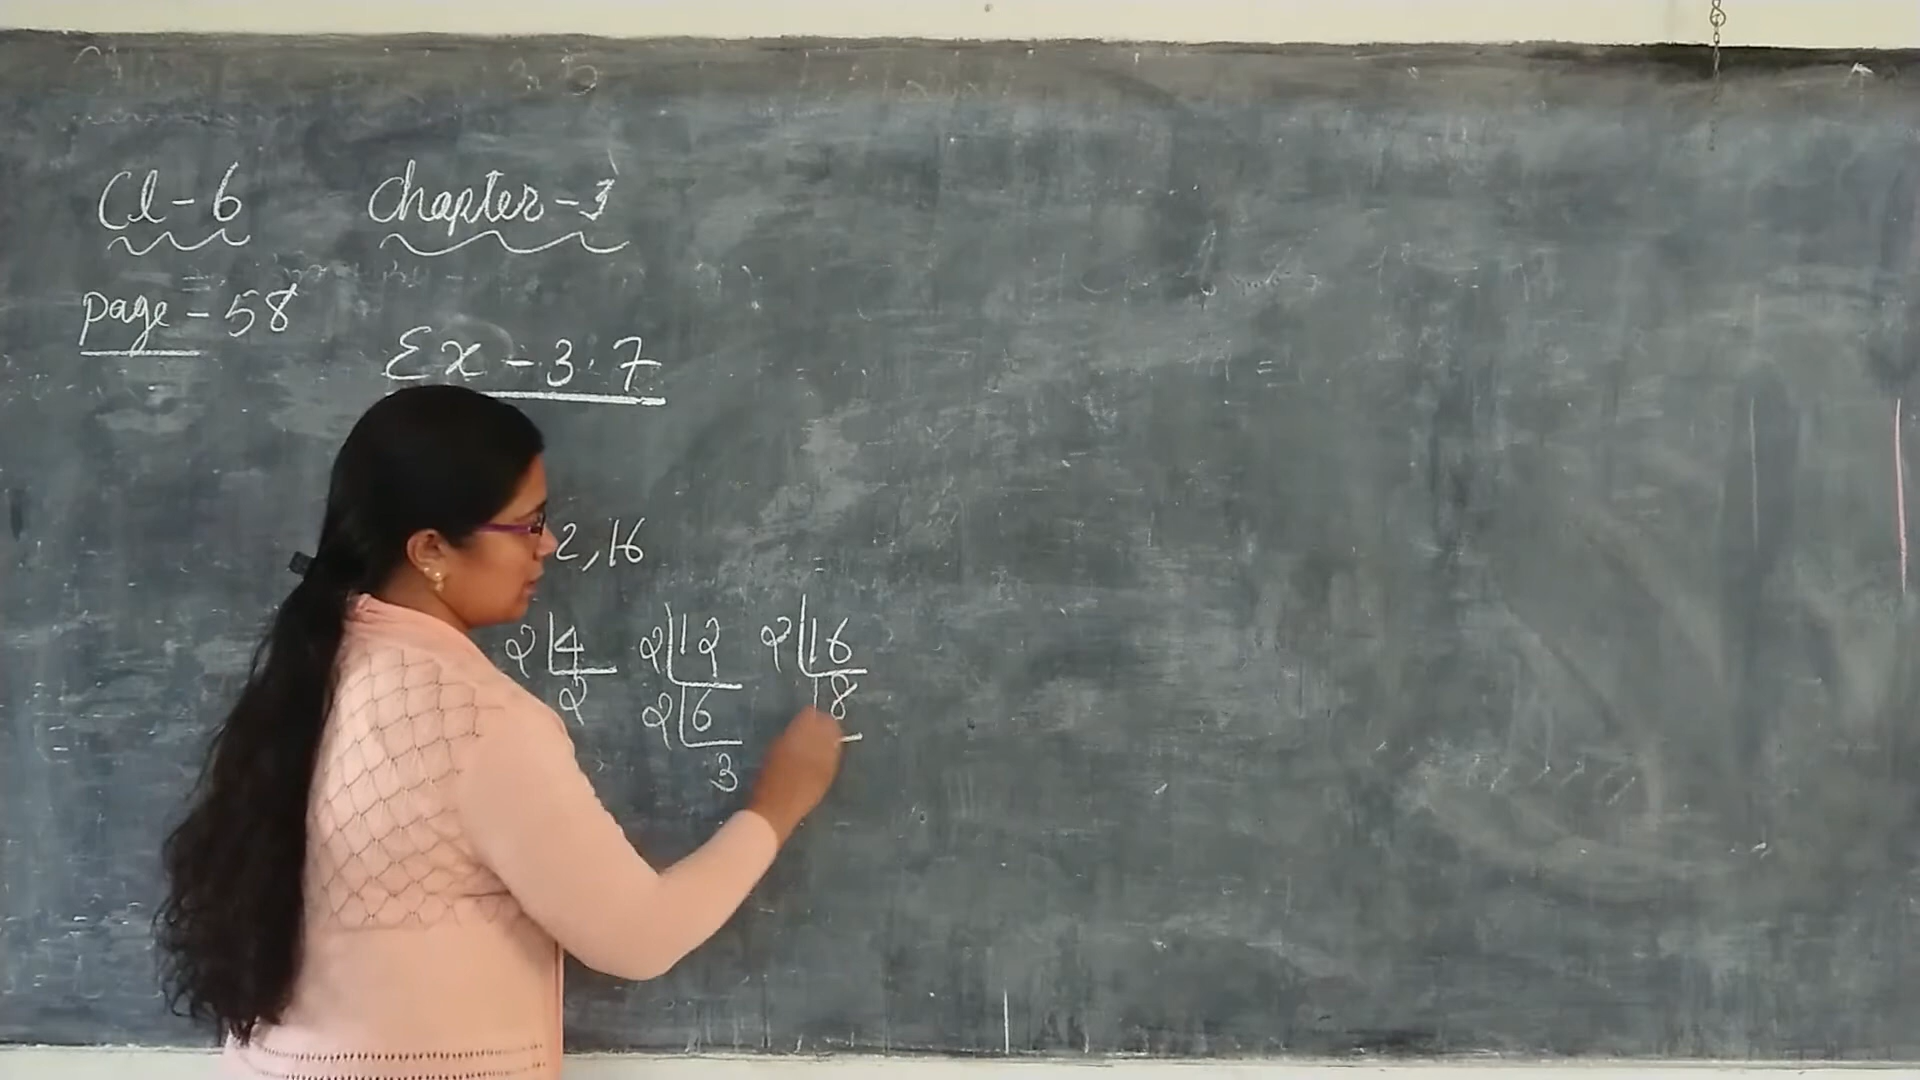 Cl-6 Chapter-3
page-58
Ex-3.7
2,16
2 4 2 12 2 16
2 2 6 8
3